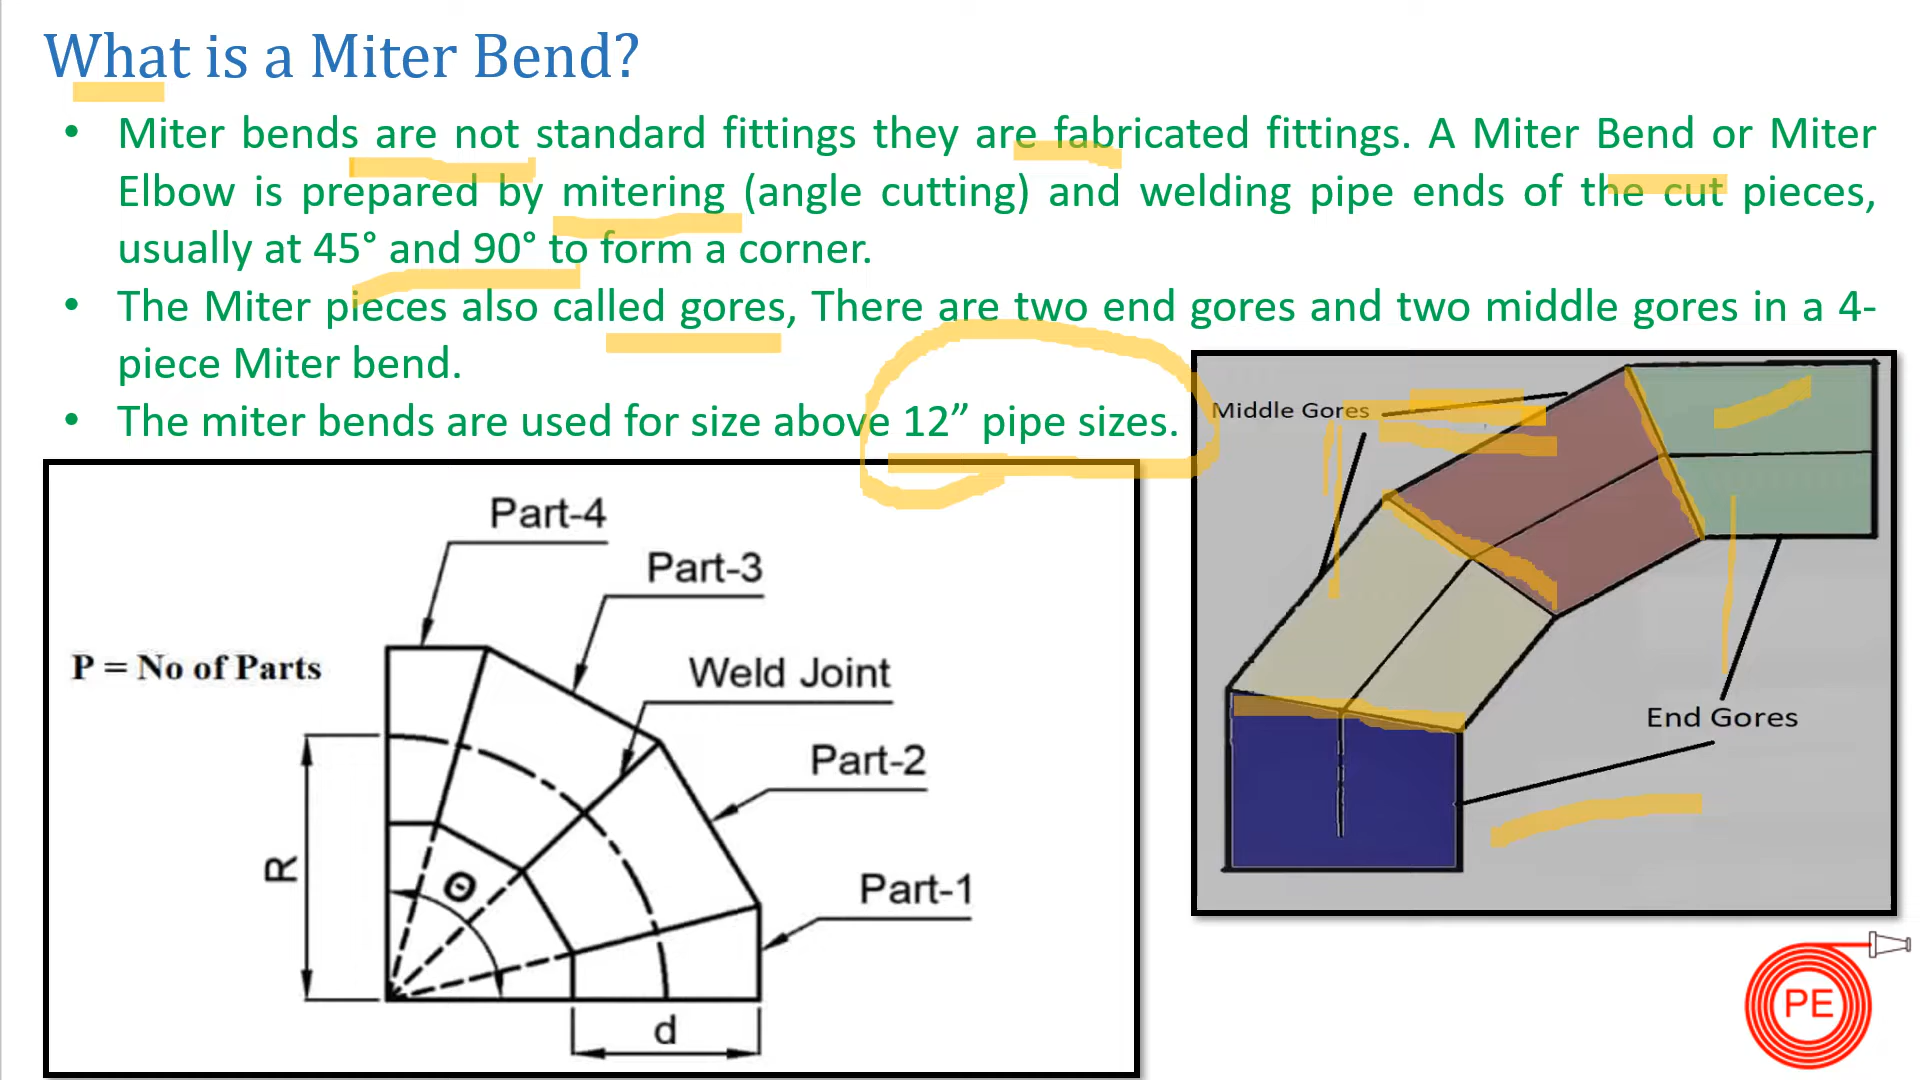 What is a Miter Bend?
• Miter bends are not standard fittings they are fabricated fittings. A Miter Bend or Miter
Elbow is prepared by mitering (angle cutting) and welding pipe ends of the cut pieces,
usually at 45° and 90° to form a corner.
• The Miter pieces also called gores, There are two end gores and two middle gores in a 4-
piece Miter bend.
• The miter bends are used for size above 12” pipe sizes.
Part-4
Part-3
P = No of Parts
Weld Joint
Part-2
R
Θ
Part-1
d
Middle Gores
End Gores
PE